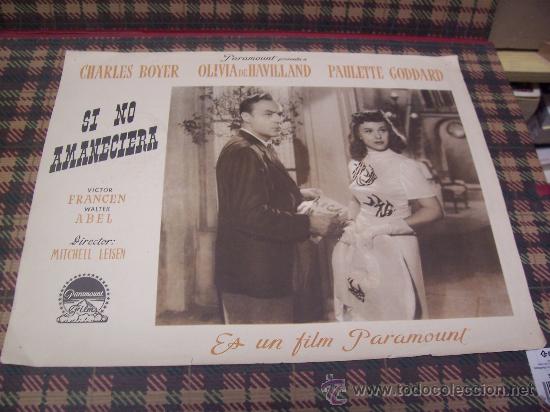 Paramount presenta a
CHARLES BOYER OLIVIA DE HAVILLAND PAULETTE GODDARD
SI NO
AMANECIERA
VICTOR
FRANCEN
WALTER
ABEL
Director:
MITCHELL LEISEN
Paramount
Films
Es un film Paramount
www.todocoleccion.net